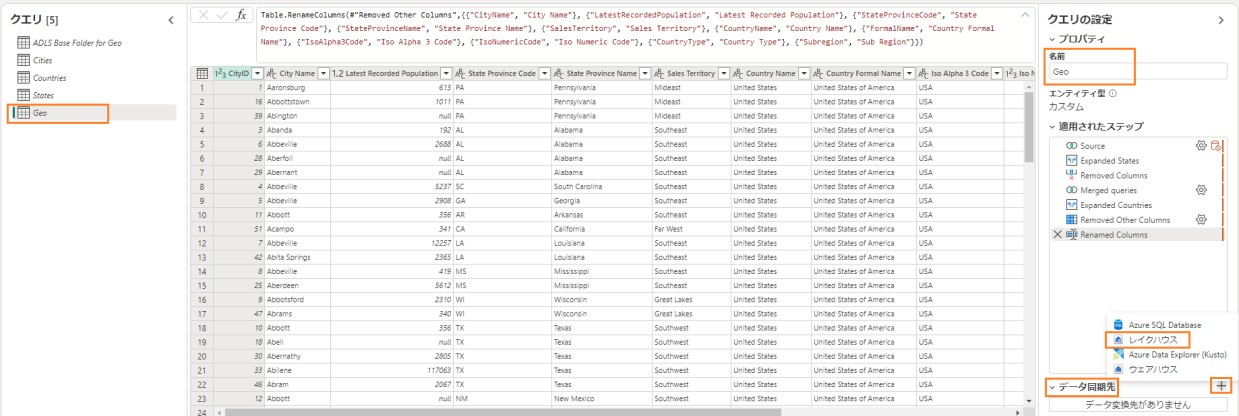 クエリ [5]
ADLS Base Folder for Geo
Cities
Countries
States
Geo
fx
Table.RenameColumns(#"Removed Other Columns",{{"CityName", "City Name"}, {"LatestRecordedPopulation", "Latest Recorded Population"}, {"StateProvinceCode", "State
Province Code"}, {"StateProvinceName", "State Province Name"}, {"SalesTerritory", "Sales Territory"}, {"CountryName", "Country Name"}, {"FormalName", "Country Formal
Name"}, {"IsoAlpha3Code", "Iso Alpha 3 Code"}, {"IsoNumericCode", "Iso Numeric Code"}, {"CountryType", "Country Type"}, {"Subregion", "Sub Region"}})
123 CityID ABC City Name 1.2 Latest Recorded Population ABC State Province Code ABC State Province Name ABC Sales Territory ABC Country Name ABC Country Formal Name ABC Iso Alpha 3 Code 123 Iso N
1 1 Aaronsburg 613 PA Pennsylvania Mideast United States United States of America USA
2 16 Abbottstown 1011 PA Pennsylvania Mideast United States United States of America USA
3 39 Abington null PA Pennsylvania Mideast United States United States of America USA
4 3 Abanda 192 AL Alabama Southeast United States United States of America USA
5 6 Abbeville 2688 AL Alabama Southeast United States United States of America USA
6 28 Aberfoil null AL Alabama Southeast United States United States of America USA
7 29 Abernant null AL Alabama Southeast United States United States of America USA
8 4 Abbeville 5237 SC South Carolina Southeast United States United States of America USA
9 5 Abbeville 2908 GA Georgia Southeast United States United States of America USA
10 11 Abbott 356 AR Arkansas Southeast United States United States of America USA
11 51 Acampo 341 CA California Far West United States United States of America USA
12 7 Abbeville 12257 LA Louisiana Southeast United States United States of America USA
13 42 Abita Springs 2365 LA Louisiana Southeast United States United States of America USA
14 8 Abbeville 419 MS Mississippi Southeast United States United States of America USA
15 25 Aberdeen 5612 MS Mississippi Southeast United States United States of America USA
16 9 Abbotsford 2310 WI Wisconsin Great Lakes United States United States of America USA
17 47 Abrams 340 WI Wisconsin Great Lakes United States United States of America USA
18 10 Abbott 356 TX Texas Southwest United States United States of America USA
19 18 Abell null TX Texas Southwest United States United States of America USA
20 30 Abernathy 2805 TX Texas Southwest United States United States of America USA
21 33 Abilene 117063 TX Texas Southwest United States United States of America USA
22 46 Abram 2067 TX Texas Southwest United States United States of America USA
23 12 Abbott null NM New Mexico Southwest United States United States of America USA
24
クエリの設定
プロパティ
名前
Geo
エンティティ型
カスタム
適用されたステップ
Source
Expanded States
Removed Columns
Merged queries
Expanded Countries
Removed Other Columns
Renamed Columns
Azure SQL Database
レイクハウス
Azure Data Explorer (Kusto)
ウェアハウス
データ同期先
データ変換先がありません